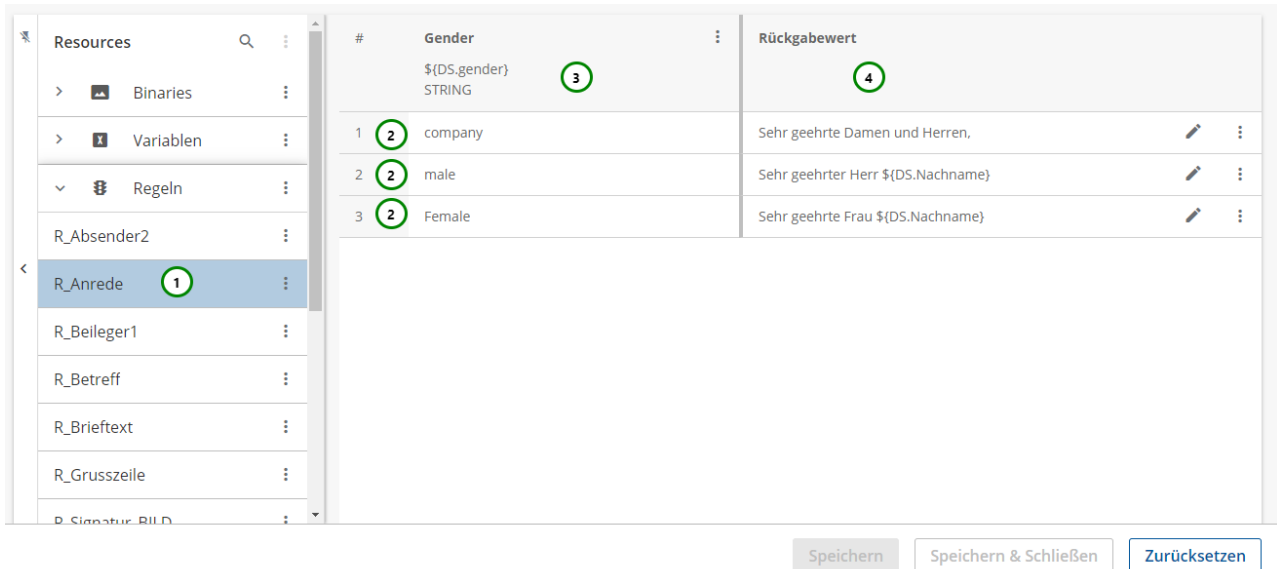 Resources
Binaries
Variablen
Regeln
R_Absender2
R_Anrede 1
R_Beileger1
R_Betreff
R_Brieftext
R_Grusszeile
R_Signatur_BILD
# Gender Rückgabewert
${DS.gender} 3 4
STRING
1 2 company Sehr geehrte Damen und Herren,
2 2 male Sehr geehrter Herr ${DS.Nachname}
3 2 Female Sehr geehrte Frau ${DS.Nachname}
Speichern Speichern & Schließen Zurücksetzen